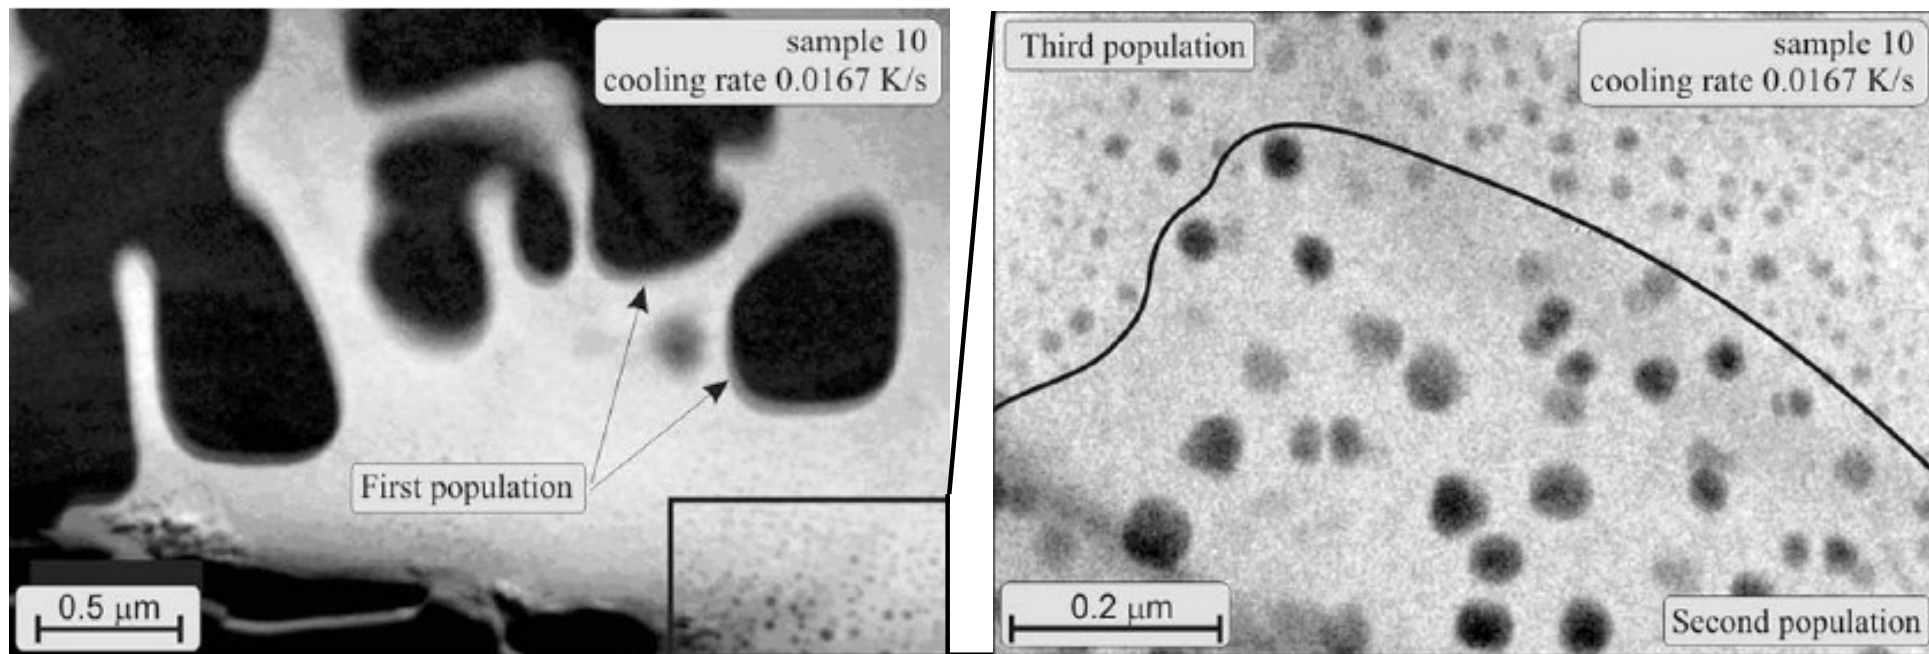 sample 10
cooling rate 0.0167 K/s
First population
0.5 μm
Third population
sample 10
cooling rate 0.0167 K/s
0.2 μm
Second population